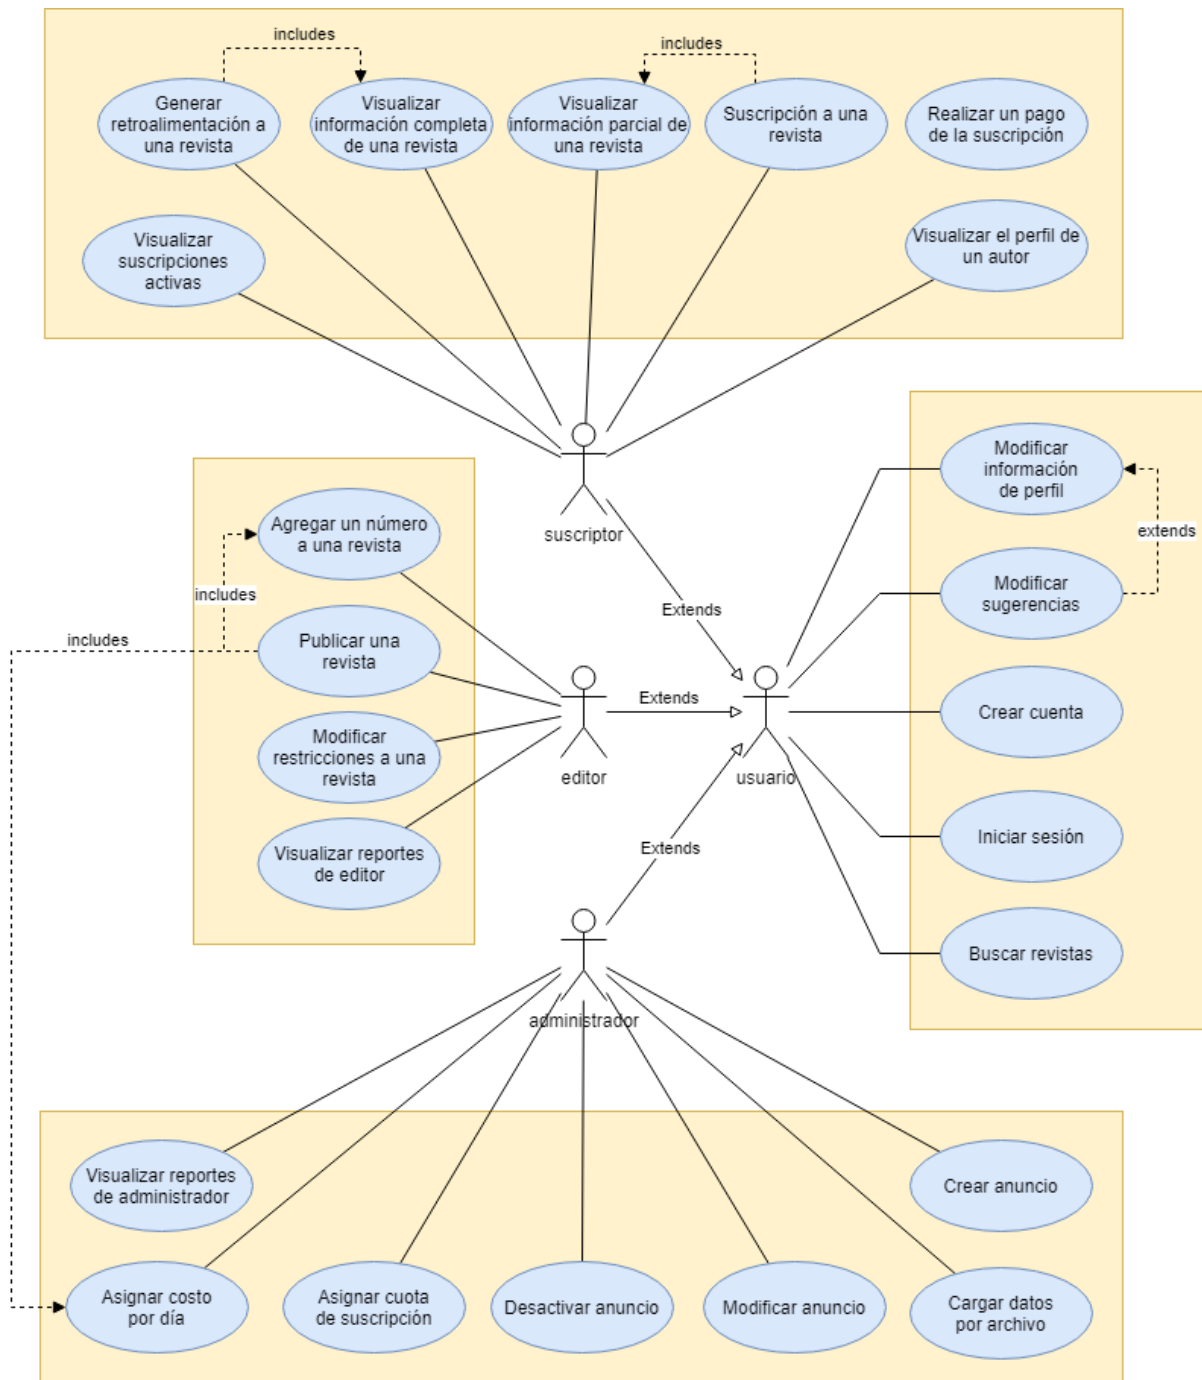 includes
includes
Generar
retroalimentación a
una revista
Visualizar
información completa
de una revista
Visualizar
información parcial de
una revista
Suscripción a una
revista
Realizar un pago
de la suscripción
Visualizar
suscripciones
activas
Visualizar el perfil de
un autor
suscriptor
Modificar
información
de perfil
extends
Modificar
sugerencias
Crear cuenta
Iniciar sesión
Buscar revistas
Agregar un número
a una revista
includes
includes
Publicar una
revista
Modificar
restricciones a una
revista
Visualizar reportes
de editor
Extends
Extends
editor
usuario
Extends
administrador
Visualizar reportes
de administrador
Crear anuncio
Asignar costo
por día
Asignar cuota
de suscripción
Desactivar anuncio
Modificar anuncio
Cargar datos
por archivo